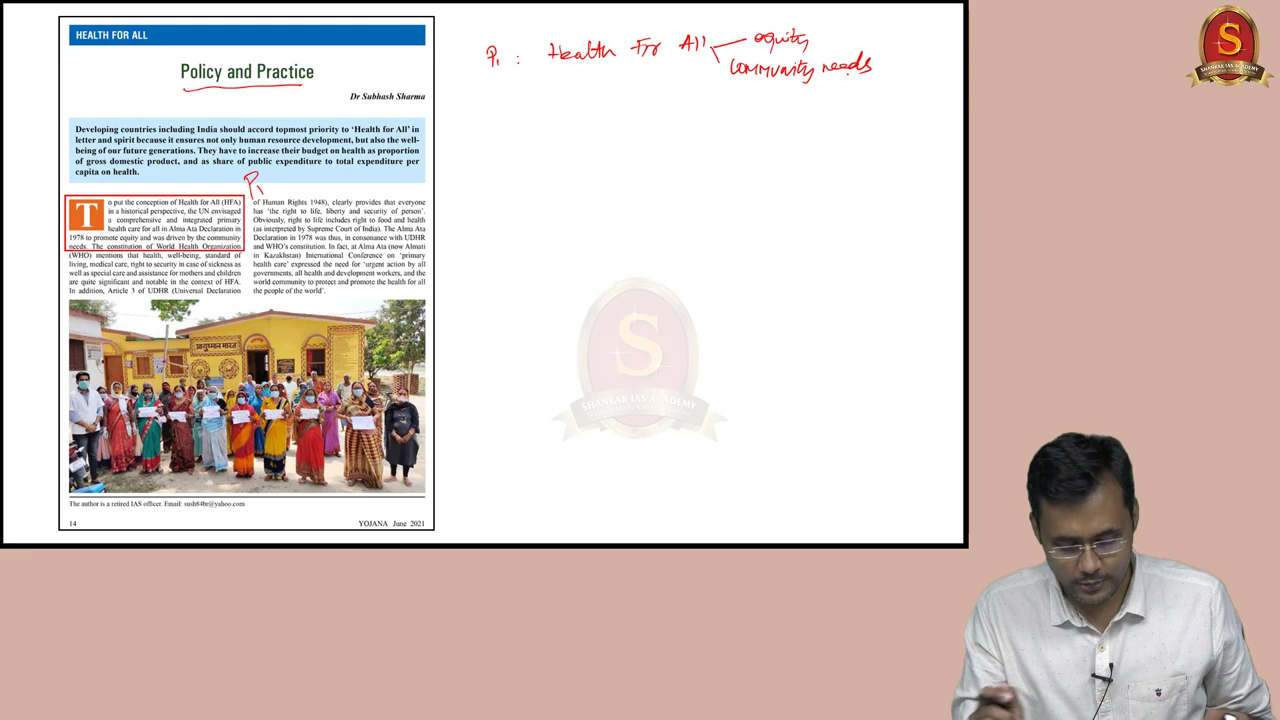 HEALTH FOR ALL
Policy and Practice
Dr Subhash Sharma
Developing countries including India should accord topmost priority to 'Health for All' in
letter and spirit because it ensures not only human resource development, but also the well-
being of our future generations. They have to increase their budget on health as proportion
of gross domestic product, and as share of public expenditure to total expenditure per
capita on health.
P1
To put the conception of Health for All (HFA)
in a historical perspective, the UN envisaged
a comprehensive and integrated primary
health care for all in Alma Ata Declaration in
1978 to promote equity and was driven by the community
needs. The constitution of World Health Organization
(WHO) mentions that health, well-being, standard of
living, medical care, right to security in case of sickness as
well as special care and assistance for mothers and children
are quite significant and notable in the context of HFA.
In addition, Article 3 of UDHR (Universal Declaration
of Human Rights 1948), clearly provides that everyone
has 'the right to life, liberty and security of person'.
Obviously, right to life includes right to food and health
(as interpreted by Supreme Court of India). The Alma Ata
Declaration in 1978 was thus, in consonance with UDHR
and WHO's constitution. In fact, at Alma Ata (now Almati
in Kazakhstan) International Conference on 'primary
health care' expressed the need for 'urgent action by all
governments, all health and development workers, and the
world community to protect and promote the health for all
the people of the world'.
आयुष्मान भारत
The author is a retired IAS officer. Email: sush84br@yahoo.com
14
YOJANA June 2021
P1 : Health For All
equity
community needs
S
SHANKAR IAS ACADEMY
S
SHANKAR IAS ACADEMY